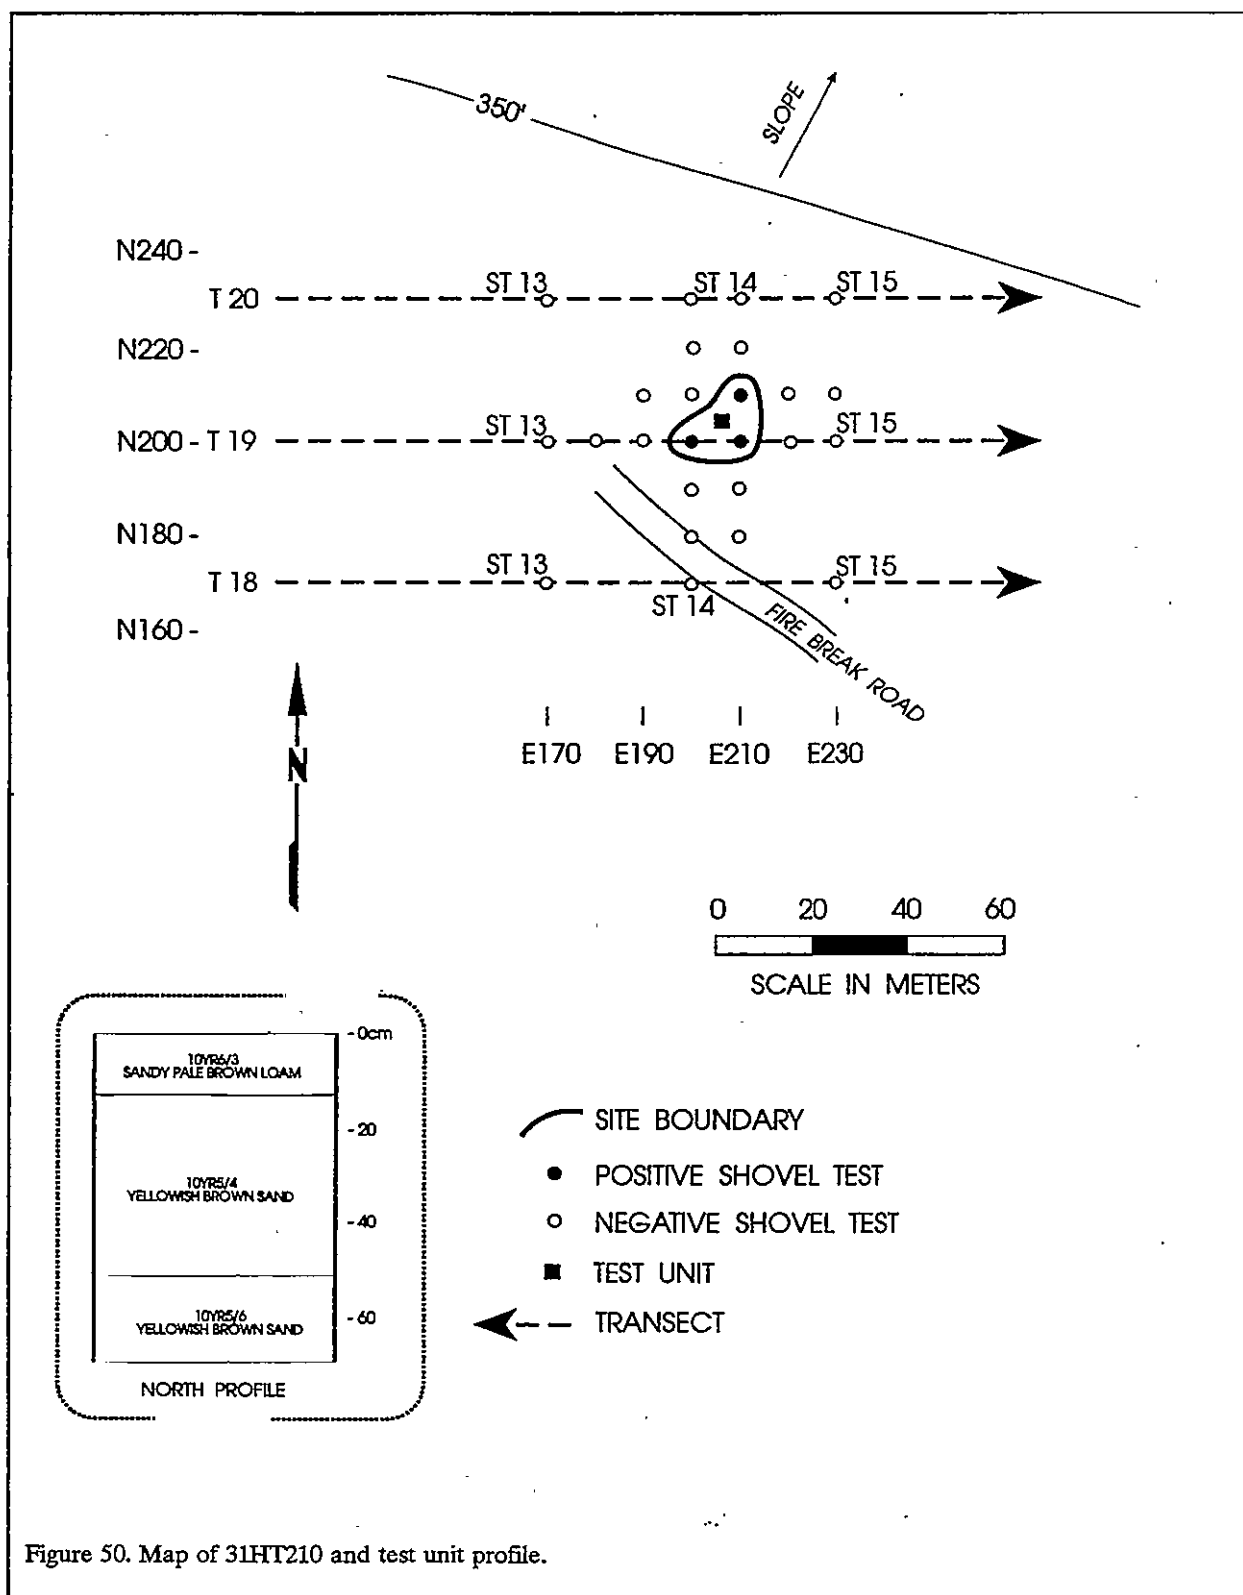 350'
SLOPE
N240 -
ST 13 ST 14 ST 15
T 20
N220 -
ST 13 ST 15
N200 - T 19
N180 -
ST 13 ST 15
T 18
ST 14
FIRE BREAK ROAD
N160 -
N
E170 E190 E210 E230
0 20 40 60
SCALE IN METERS
-0cm
10YR6/3
SANDY PALE BROWN LOAM
-20
10YR5/4
YELLOWISH BROWN SAND
-40
10YR5/6
YELLOWISH BROWN SAND
-60
NORTH PROFILE
SITE BOUNDARY
POSITIVE SHOVEL TEST
NEGATIVE SHOVEL TEST
TEST UNIT
TRANSECT
Figure 50. Map of 31HT210 and test unit profile.